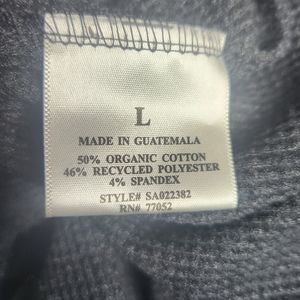 L
MADE IN GUATEMALA
50% ORGANIC COTTON
46% RECYCLED POLYESTER
4% SPANDEX
STYLE# SA022382
RN# 77052